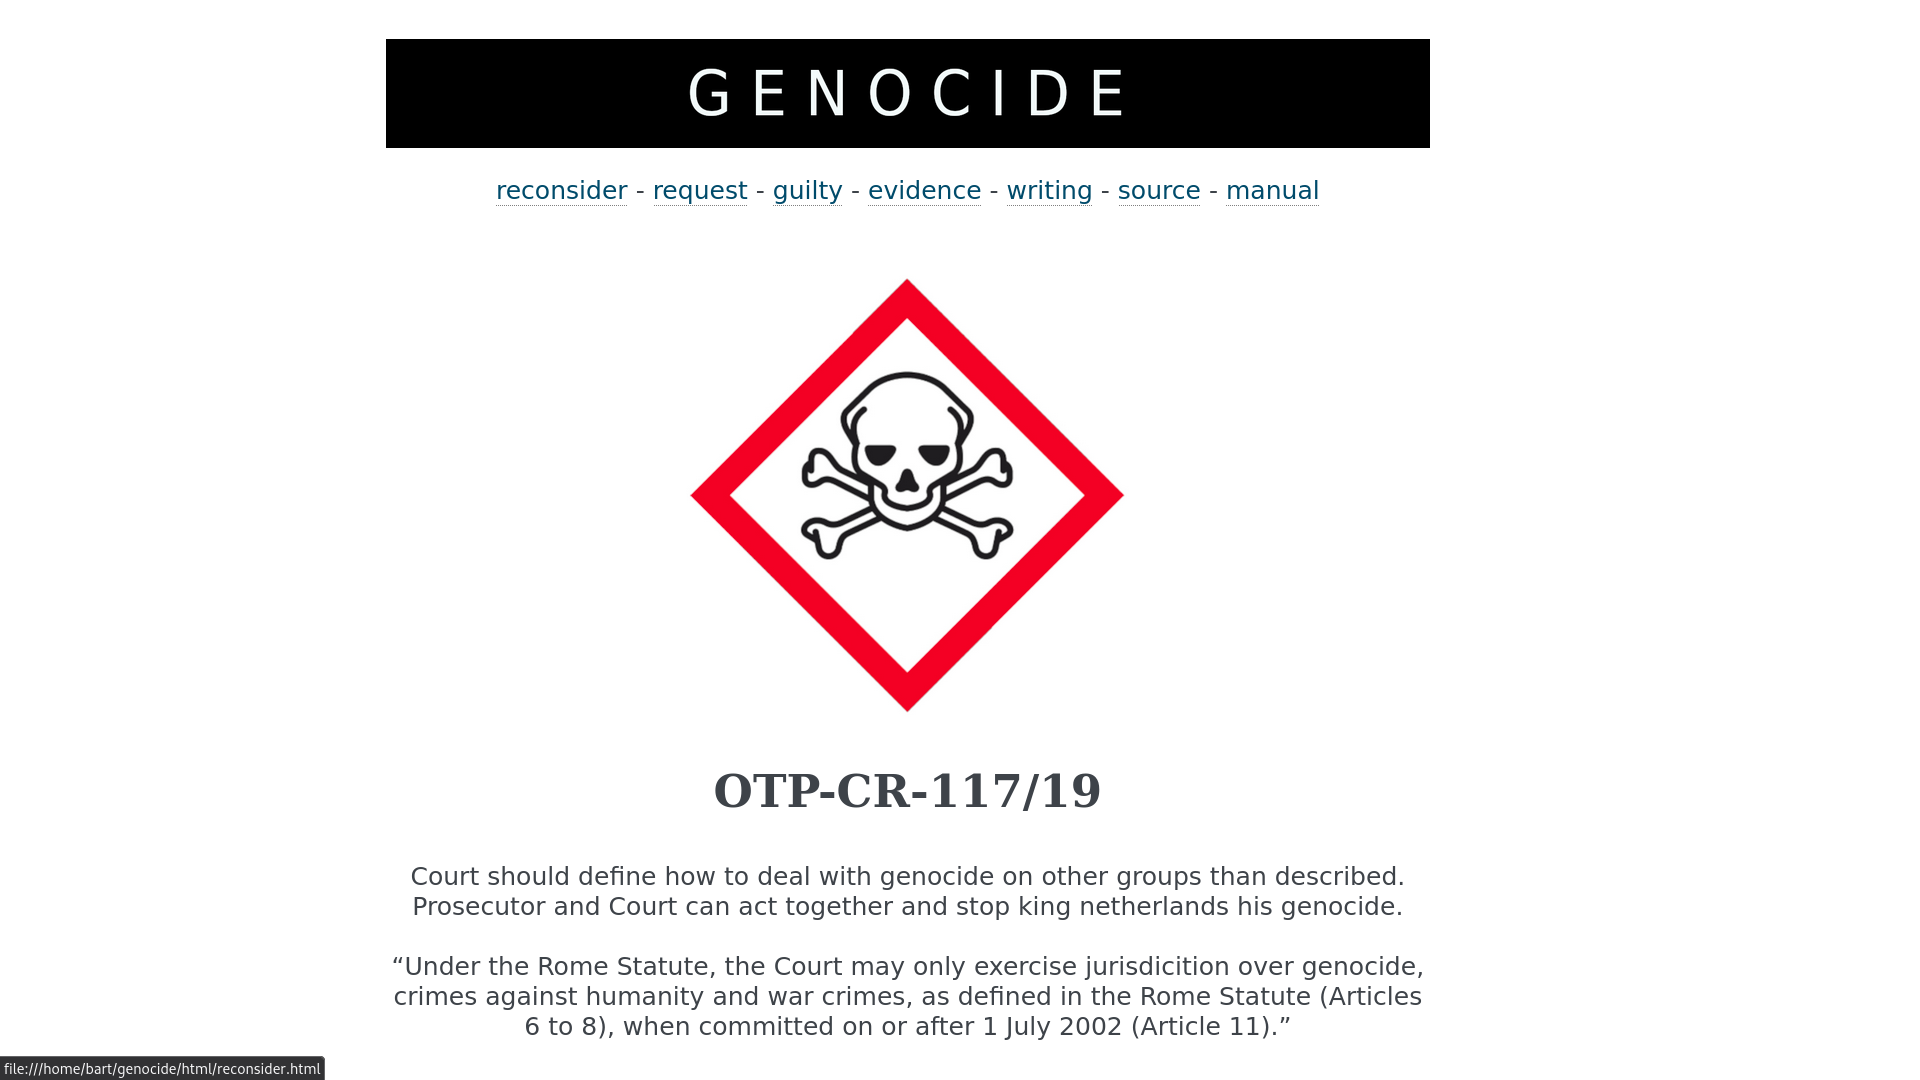 GENOCIDE
reconsider - request - guilty - evidence - writing - source - manual
OTP-CR-117/19
Court should define how to deal with genocide on other groups than described.
Prosecutor and Court can act together and stop king netherlands his genocide.
“Under the Rome Statute, the Court may only exercise jurisdicition over genocide,
crimes against humanity and war crimes, as defined in the Rome Statute (Articles
6 to 8), when committed on or after 1 July 2002 (Article 11).”
file:///home/bart/genocide/html/reconsider.html